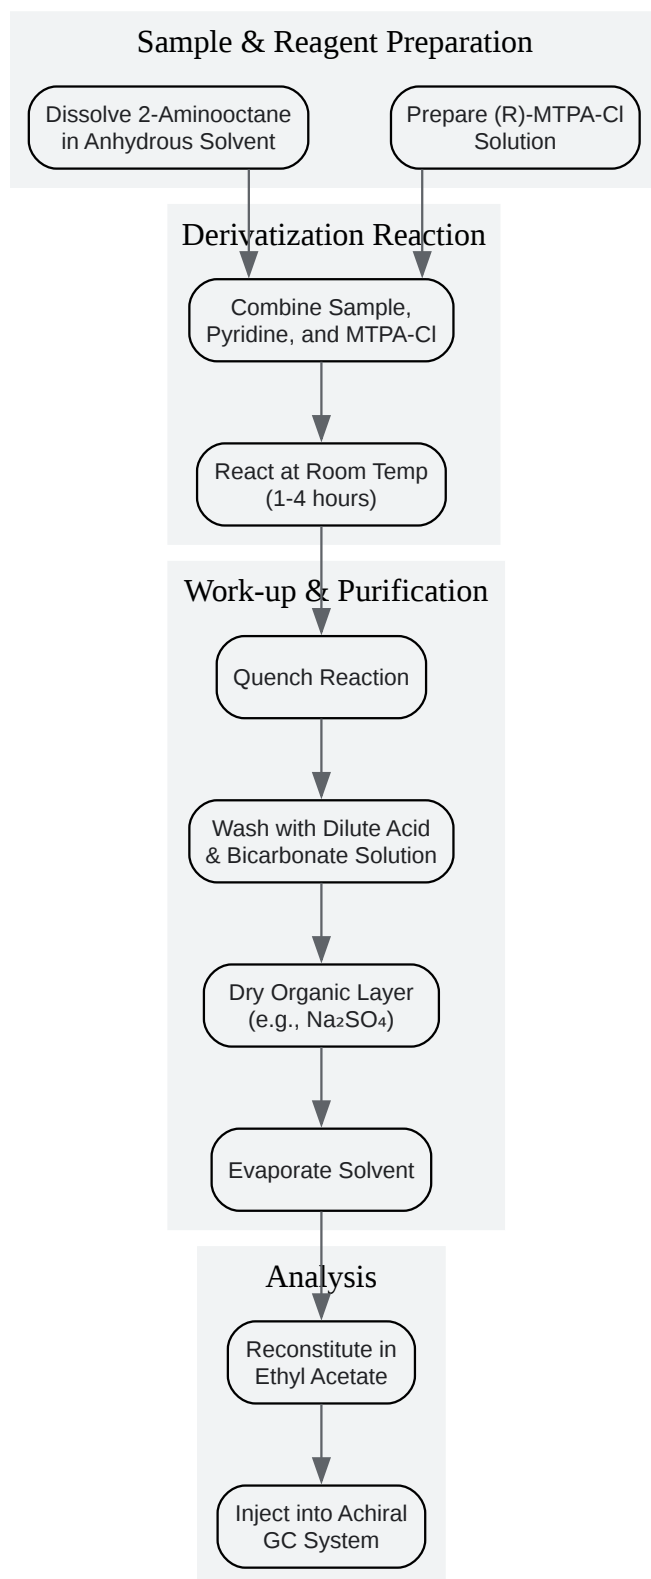 Sample & Reagent Preparation
Dissolve 2-Aminooctane
in Anhydrous Solvent
Prepare (R)-MTPA-Cl
Solution
Derivatization Reaction
Combine Sample,
Pyridine, and MTPA-Cl
React at Room Temp
(1-4 hours)
Work-up & Purification
Quench Reaction
Wash with Dilute Acid
& Bicarbonate Solution
Dry Organic Layer
(e.g., Na₂SO₄)
Evaporate Solvent
Analysis
Reconstitute in
Ethyl Acetate
Inject into Achiral
GC System